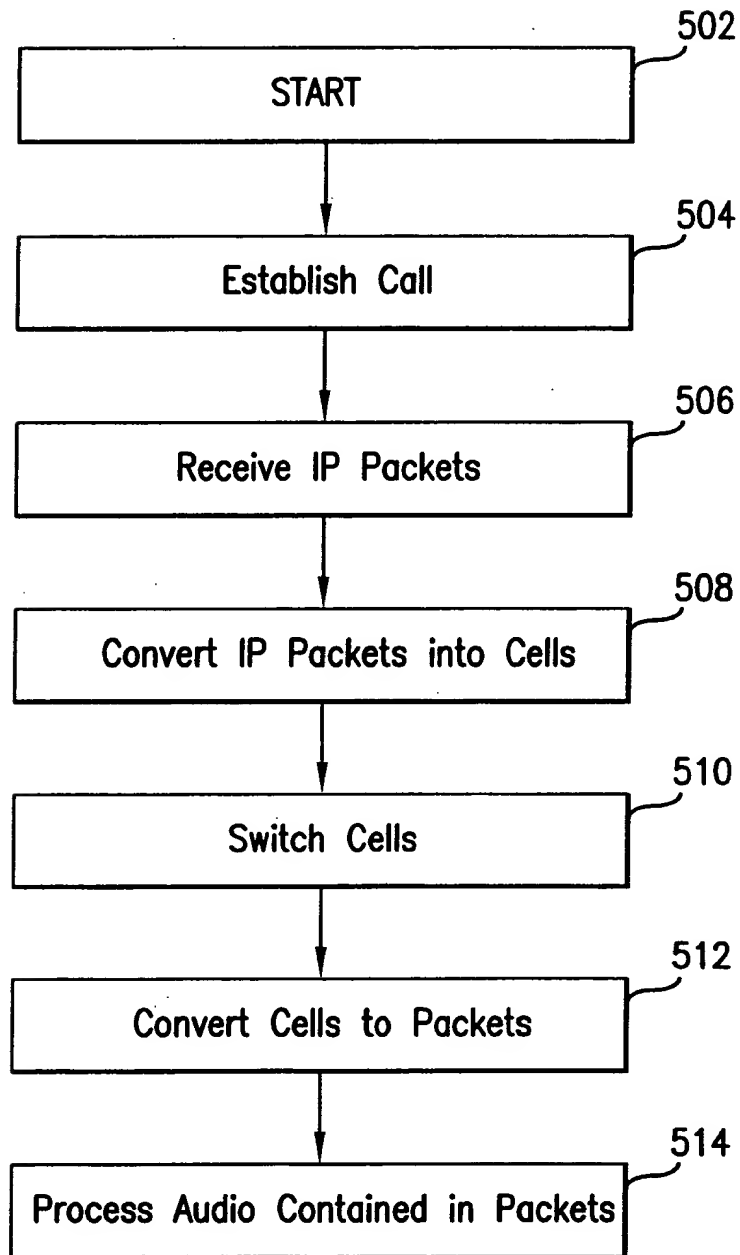 502
START
504
Establish Call
506
Receive IP Packets
508
Convert IP Packets into Cells
510
Switch Cells
512
Convert Cells to Packets
514
Process Audio Contained in Packets